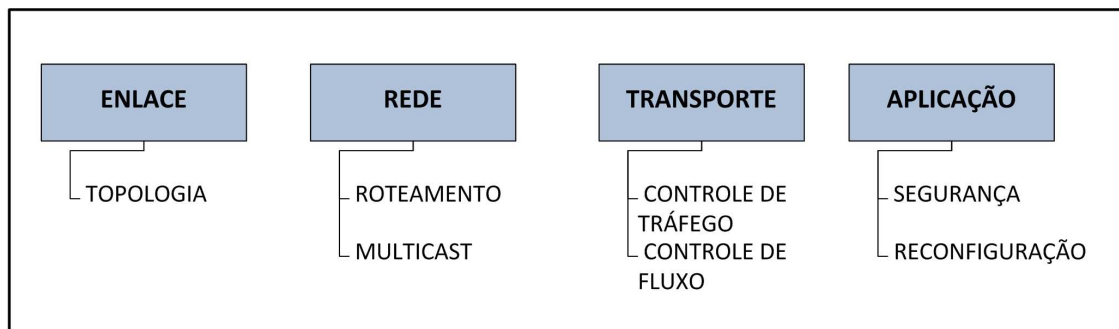 ENLACE
TOPOLOGIA
REDE
ROTEAMENTO
MULTICAST
TRANSPORTE
CONTROLE DE
TRÁFEGO
CONTROLE DE
FLUXO
APLICAÇÃO
SEGURANÇA
RECONFIGURAÇÃO